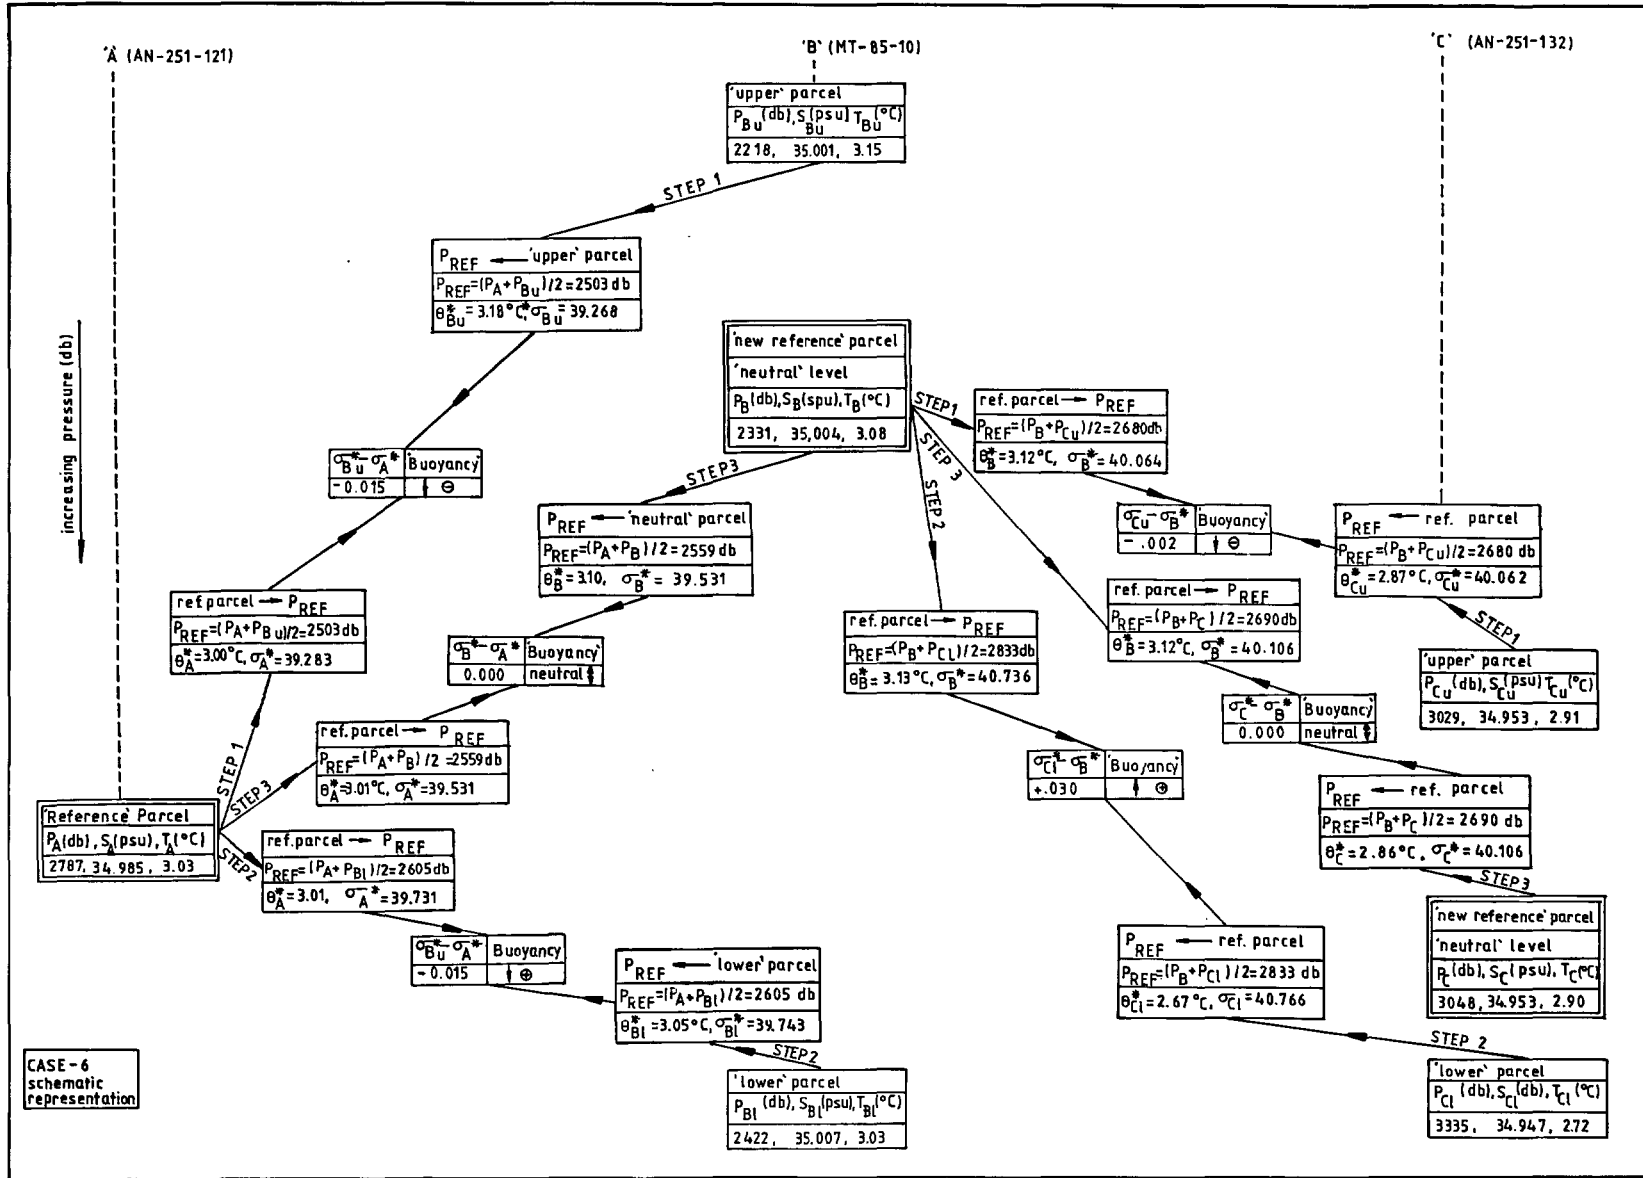 'A' (AN-251-121)
'B' (MT-85-10)
'C' (AN-251-132)
'upper' parcel
P_Bu (db), S_Bu (psu) T_Bu (°C)
2218, 35.001, 3.15
STEP 1
P_REF ← 'upper' parcel
P_REF=(P_A+P_Bu)/2=2503 db
θ*_Bu=3.18°C, σ*_Bu=39.268
increasing pressure (db)
σ*_Bu-σ*_A 'Buoyancy'
-0.015 ↓ ⊖
ref.parcel → P_REF
P_REF=(P_A+P_Bu)/2=2503 db
θ*_A=3.00°C, σ*_A=39.283
STEP 1
'new reference' parcel
'neutral' level
P_B (db), S_B (spu), T_B (°C)
2331, 35,004, 3.08
STEP3
P_REF ← 'neutral' parcel
P_REF=(P_A+P_B)/2=2559 db
θ*_B=3.10, σ*_B=39.531
σ*_B-σ*_A 'Buoyancy'
0.000 neutral ↕
ref.parcel → P_REF
P_REF=(P_A+P_B)/2=2559db
θ*_A=3.01°C, σ*_A=39.531
STEP3
'Reference' Parcel
P_A (db), S_A (psu), T_A (°C)
2787, 34.985, 3.03
STEP2
ref.parcel → P_REF
P_REF=(P_A+P_Bl)/2=2605db
θ*_A=3.01, σ*_A=39.731
σ*_Bu-σ*_A Buoyancy
-0.015 ↓ ⊕
P_REF ← 'lower' parcel
P_REF=(P_A+P_Bl)/2=2605 db
θ*_Bl=3.05°C, σ*_Bl=39.743
STEP2
'lower' parcel
P_Bl (db), S_Bl (psu), T_Bl (°C)
2422, 35.007, 3.03
STEP1
ref.parcel → P_REF
P_REF=(P_B+P_Cu)/2=2680db
θ*_B=3.12°C, σ*_B=40.064
σ_Cu-σ*_B 'Buoyancy'
-.002 ↓ ⊖
P_REF ← ref. parcel
P_REF=(P_B+P_Cu)/2=2680 db
θ*_Cu=2.87°C, σ*_Cu=40.062
STEP1
'upper' parcel
P_Cu (db), S_Cu (psu) T_Cu (°C)
3029, 34.953, 2.91
STEP 3
ref.parcel → P_REF
P_REF=(P_B+P_C)/2=2690db
θ*_B=3.12°C, σ*_B=40.106
σ*_C-σ*_B 'Buoyancy'
0.000 neutral ↕
P_REF ← ref. parcel
P_REF=(P_B+P_C)/2=2690 db
θ*_C=2.86°C, σ*_C=40.106
STEP3
'new reference' parcel
'neutral' level
P_C (db), S_C (psu), T_C (°C)
3048, 34.953, 2.90
STEP 2
ref.parcel → P_REF
P_REF=(P_B+P_Cl)/2=2833db
θ*_B=3.13°C, σ*_B=40.736
σ*_Cl-σ*_B 'Buoyancy'
+.030 ↑ ⊕
P_REF ← ref. parcel
P_REF=(P_B+P_Cl)/2=2833 db
θ*_Cl=2.67°C, σ_Cl=40.766
STEP 2
'lower' parcel
P_Cl (db), S_Cl (db), T_Cl (°C)
3335, 34.947, 2.72
CASE-6
schematic
representation